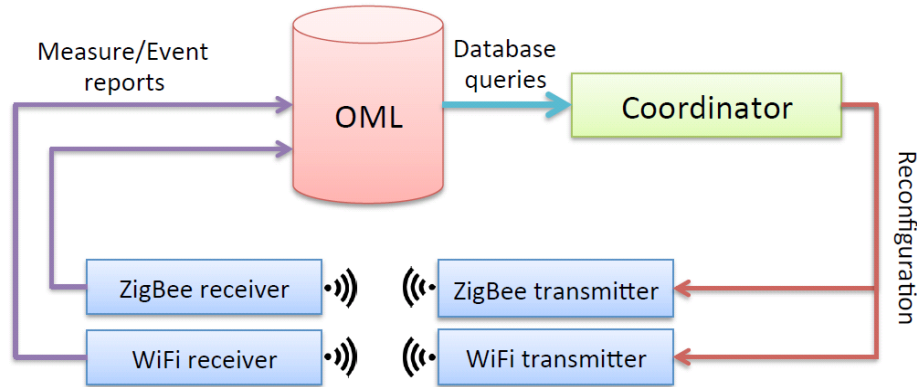 Measure/Event
reports
OML
Database
queries
Coordinator
Reconfiguration
ZigBee receiver
ZigBee transmitter
WiFi receiver
WiFi transmitter